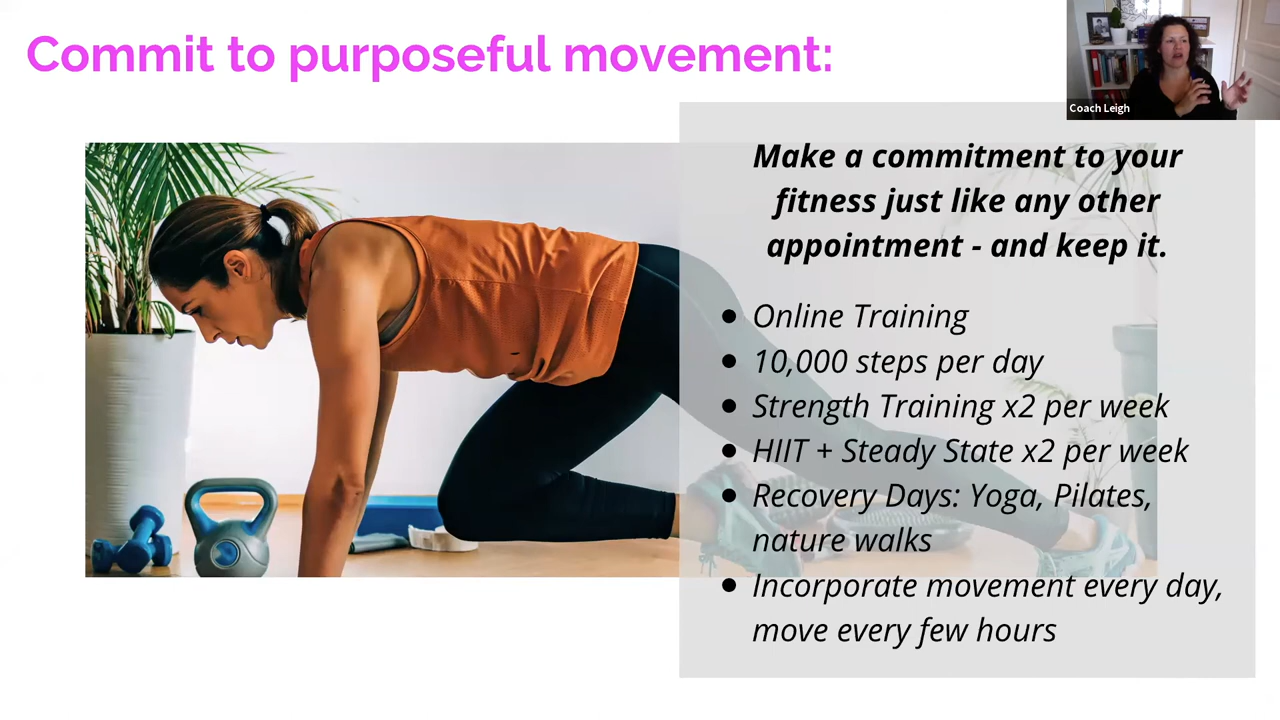 Commit to purposeful movement:
Coach Leigh
Make a commitment to your
fitness just like any other
appointment - and keep it.
• Online Training
• 10,000 steps per day
• Strength Training x2 per week
• HIIT + Steady State x2 per week
• Recovery Days: Yoga, Pilates,
nature walks
• Incorporate movement every day,
move every few hours